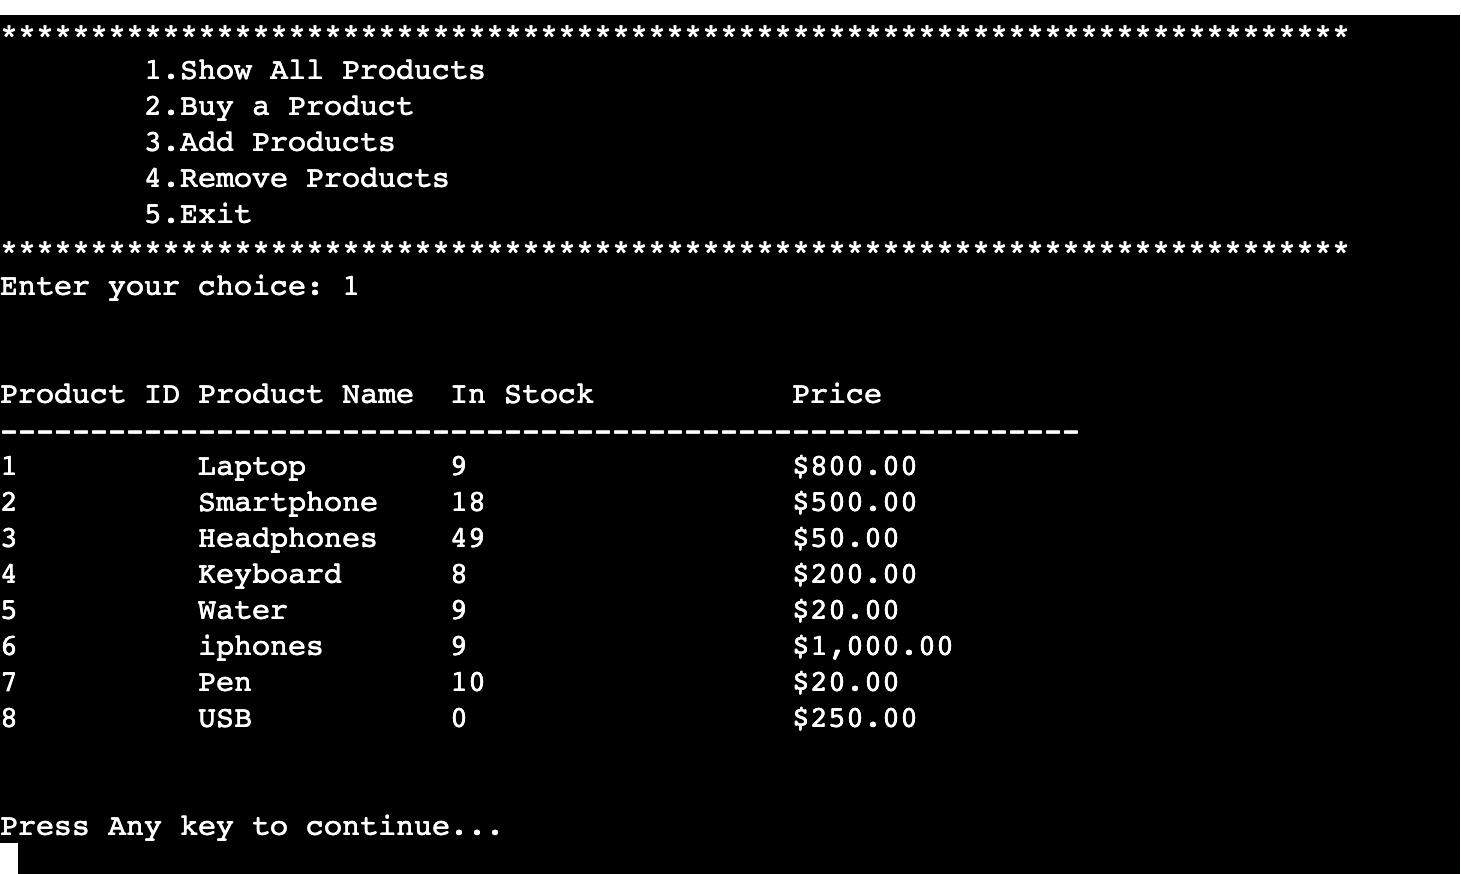 ***************************************************************************
1.Show All Products
2.Buy a Product
3.Add Products
4.Remove Products
5.Exit
***************************************************************************
Enter your choice: 1
Product ID Product Name  In Stock           Price
------------------------------------------------------------
1          Laptop        9                  $800.00
2          Smartphone    18                 $500.00
3          Headphones    49                 $50.00
4          Keyboard      8                  $200.00
5          Water         9                  $20.00
6          iphones       9                  $1,000.00
7          Pen           10                 $20.00
8          USB           0                  $250.00
Press Any key to continue...